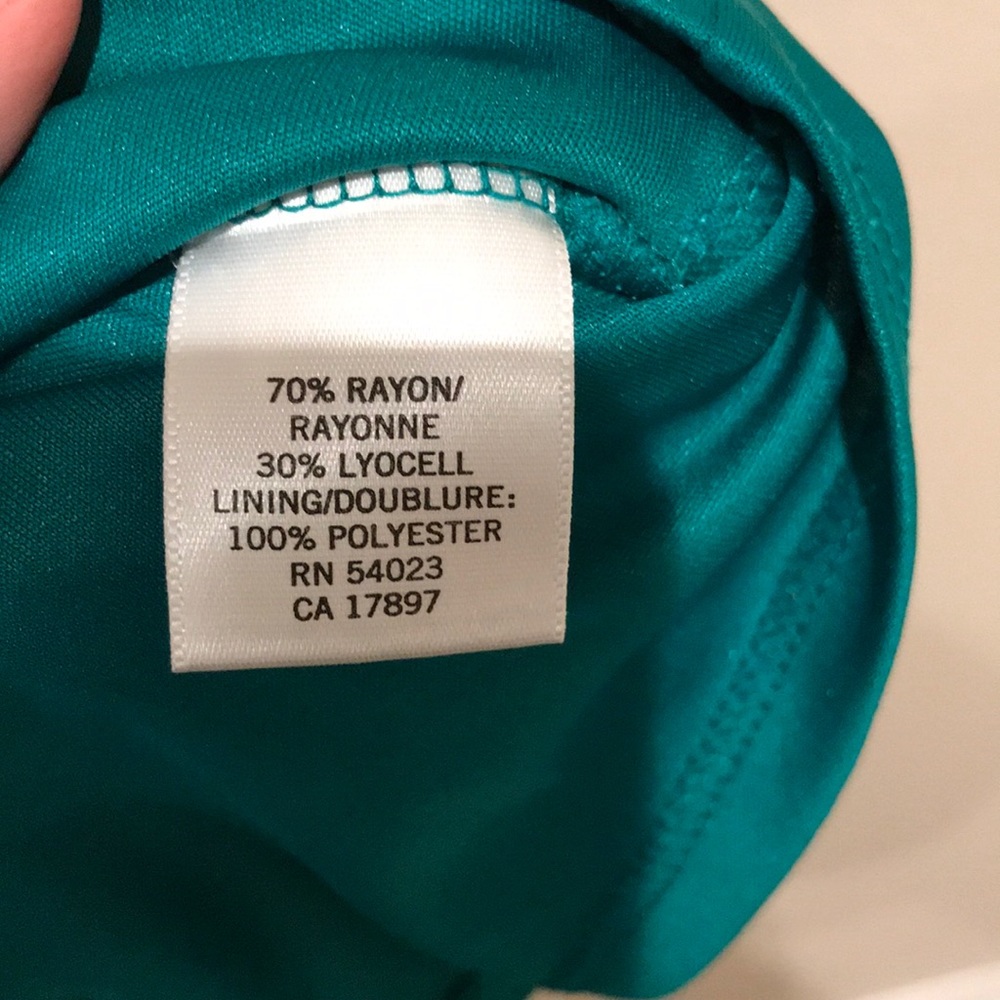 70% RAYON/
RAYONNE
30% LYOCELL
LINING/DOUBLURE:
100% POLYESTER
RN 54023
CA 17897